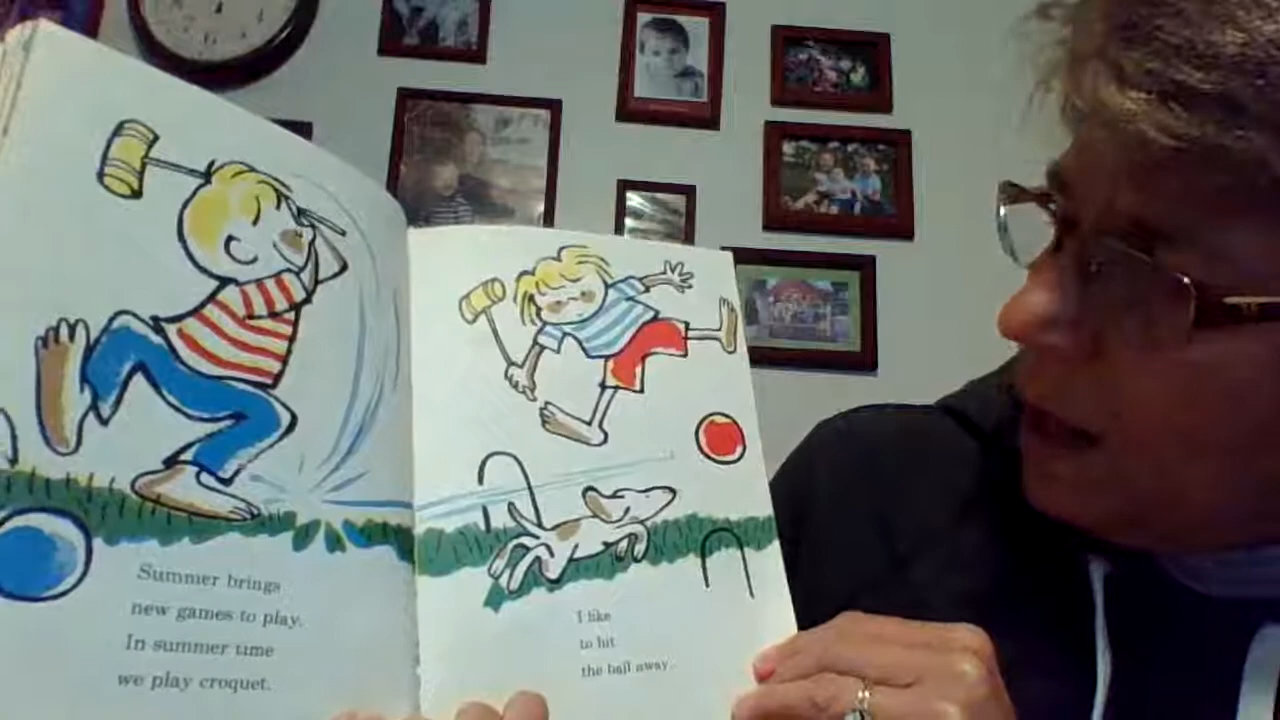 Summer brings
new games to play.
In summer time
we play croquet.
I like
to hit
the ball away.